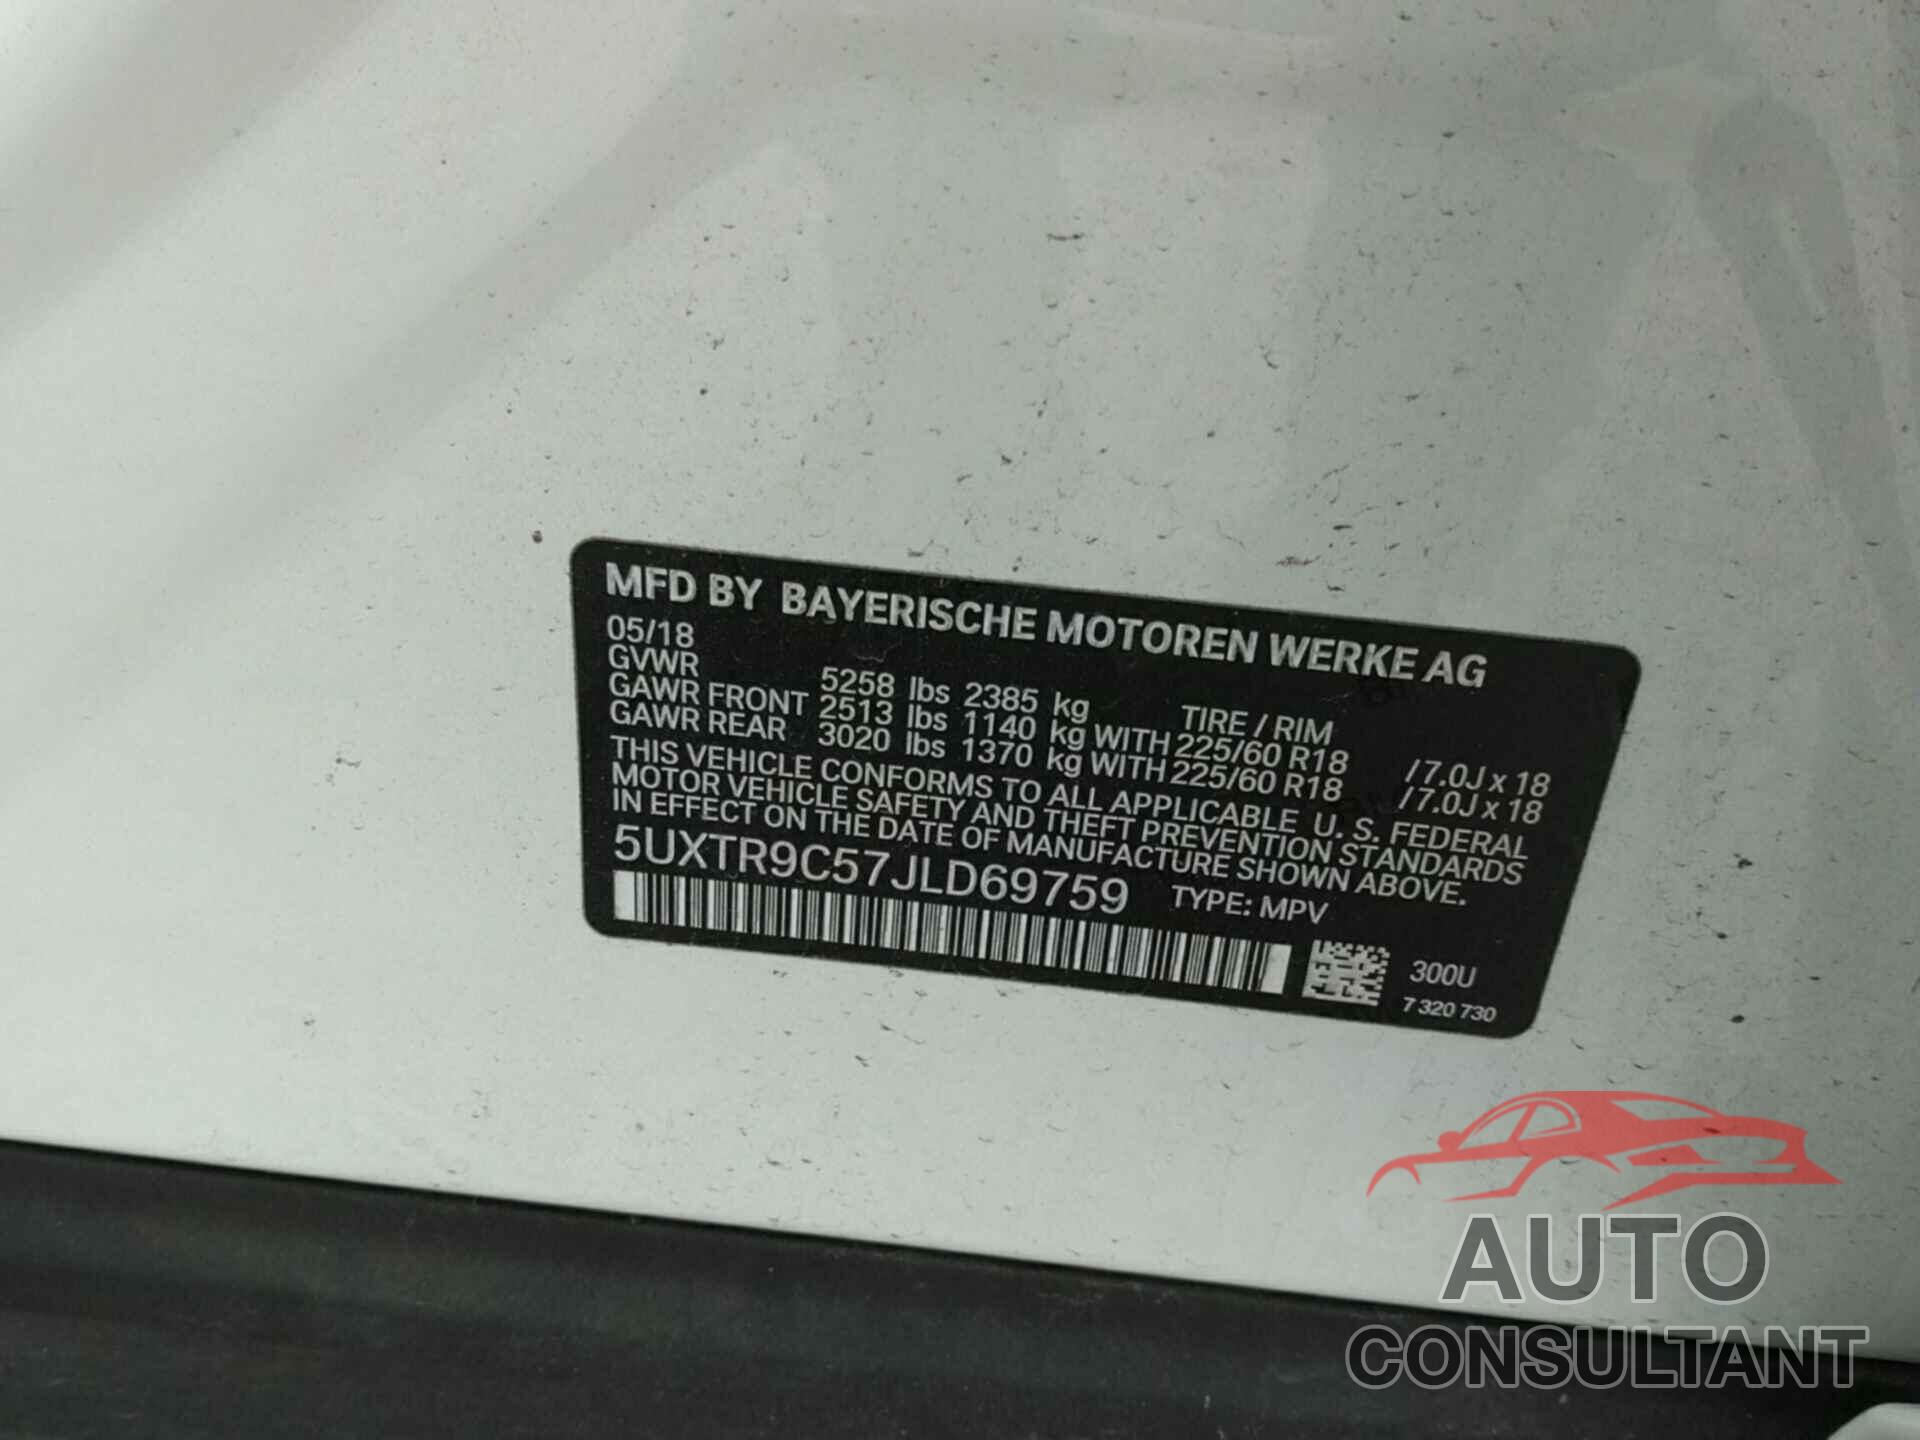 MFD BY BAYERISCHE MOTOREN WERKE AG
05/18
GVWR 5258 lbs 2385 kg TIRE / RIM
GAWR FRONT 2513 lbs 1140 kg WITH 225/60 R18 / 7.0J x 18
GAWR REAR 3020 lbs 1370 kg WITH 225/60 R18 / 7.0J x 18
THIS VEHICLE CONFORMS TO ALL APPLICABLE U. S. FEDERAL
MOTOR VEHICLE SAFETY AND THEFT PREVENTION STANDARDS
IN EFFECT ON THE DATE OF MANUFACTURE SHOWN ABOVE.
5UXTR9C57JLD69759 TYPE: MPV
300U
7 320 730
AUTO
CONSULTANT